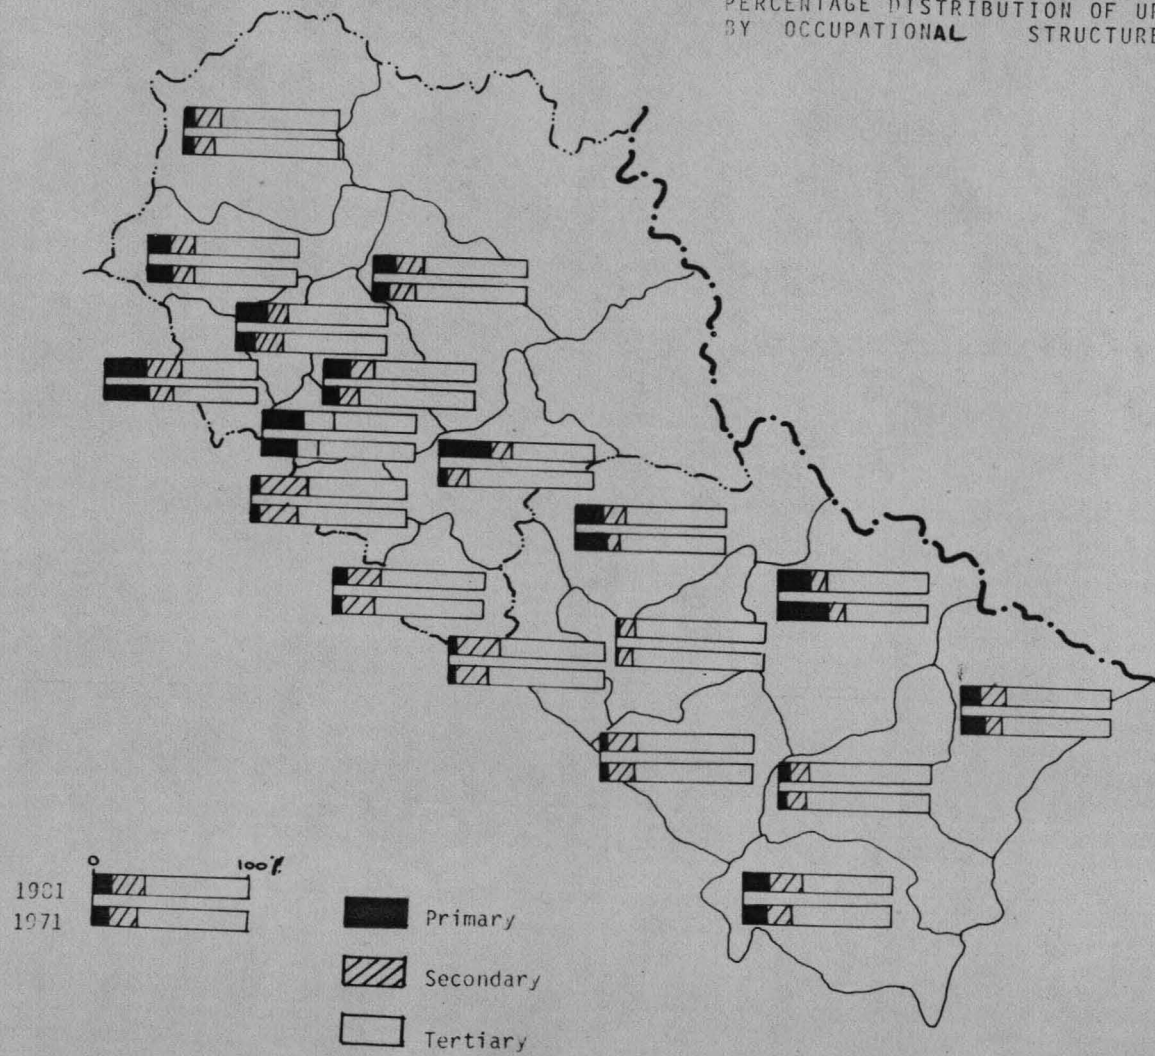 PERCENTAGE DISTRIBUTION OF
BY OCCUPATIONAL STRUCTURE
0 100%
1981
1971
Primary
Secondary
Tertiary